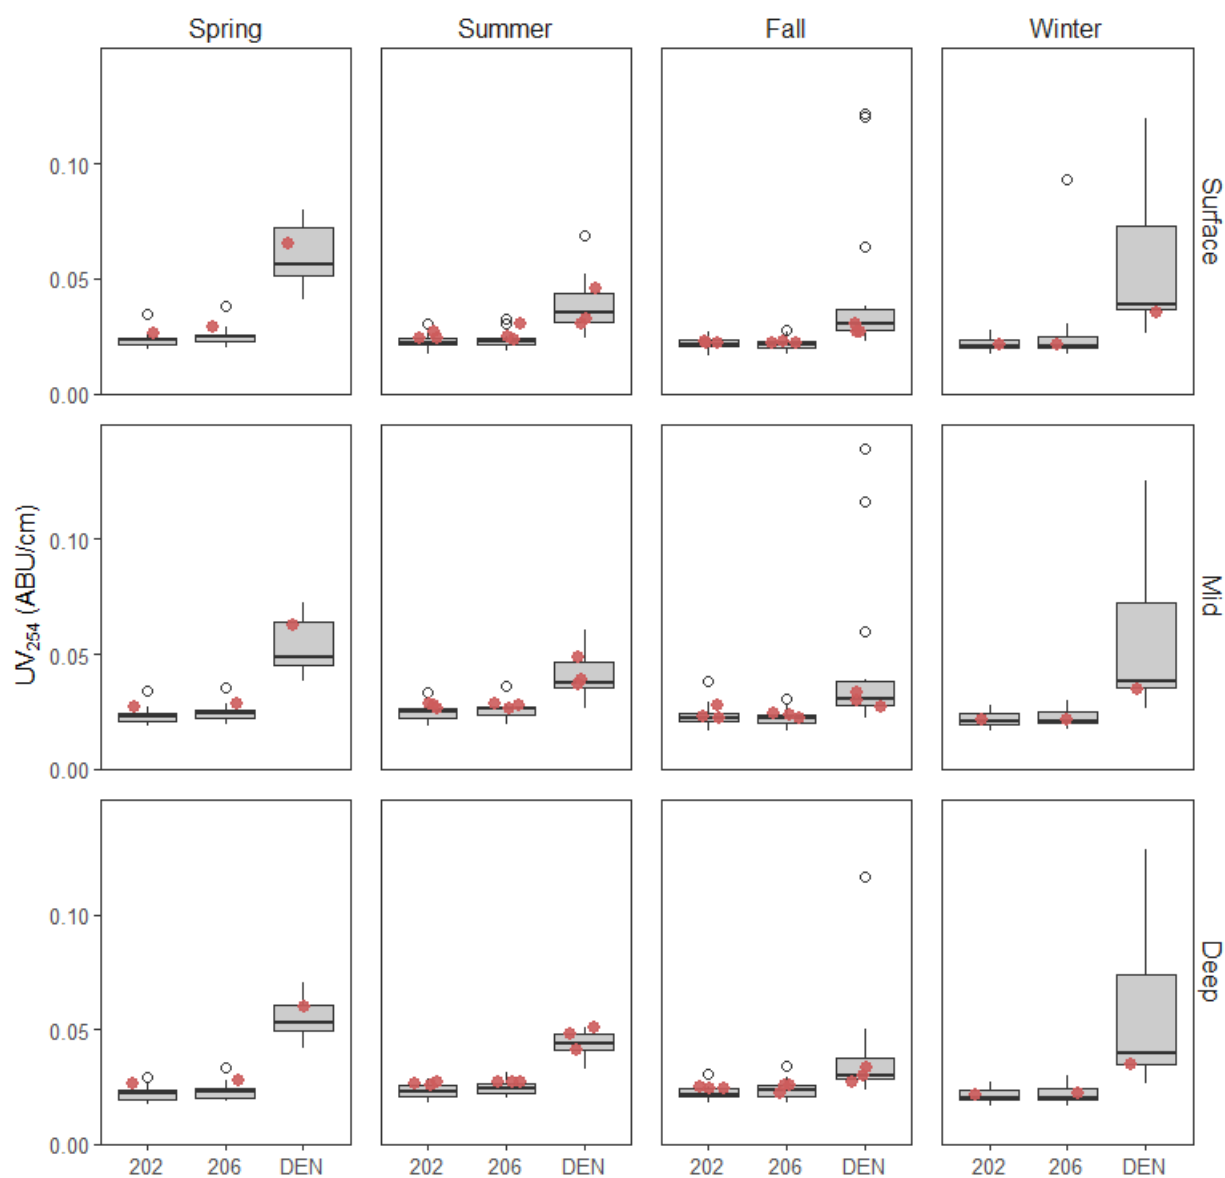 Spring Summer Fall Winter
0.10
0.05
0.00
Surface
0.10
0.05
0.00
Mid
UV254 (ABU/cm)
0.10
0.05
0.00
Deep
202 206 DEN 202 206 DEN 202 206 DEN 202 206 DEN